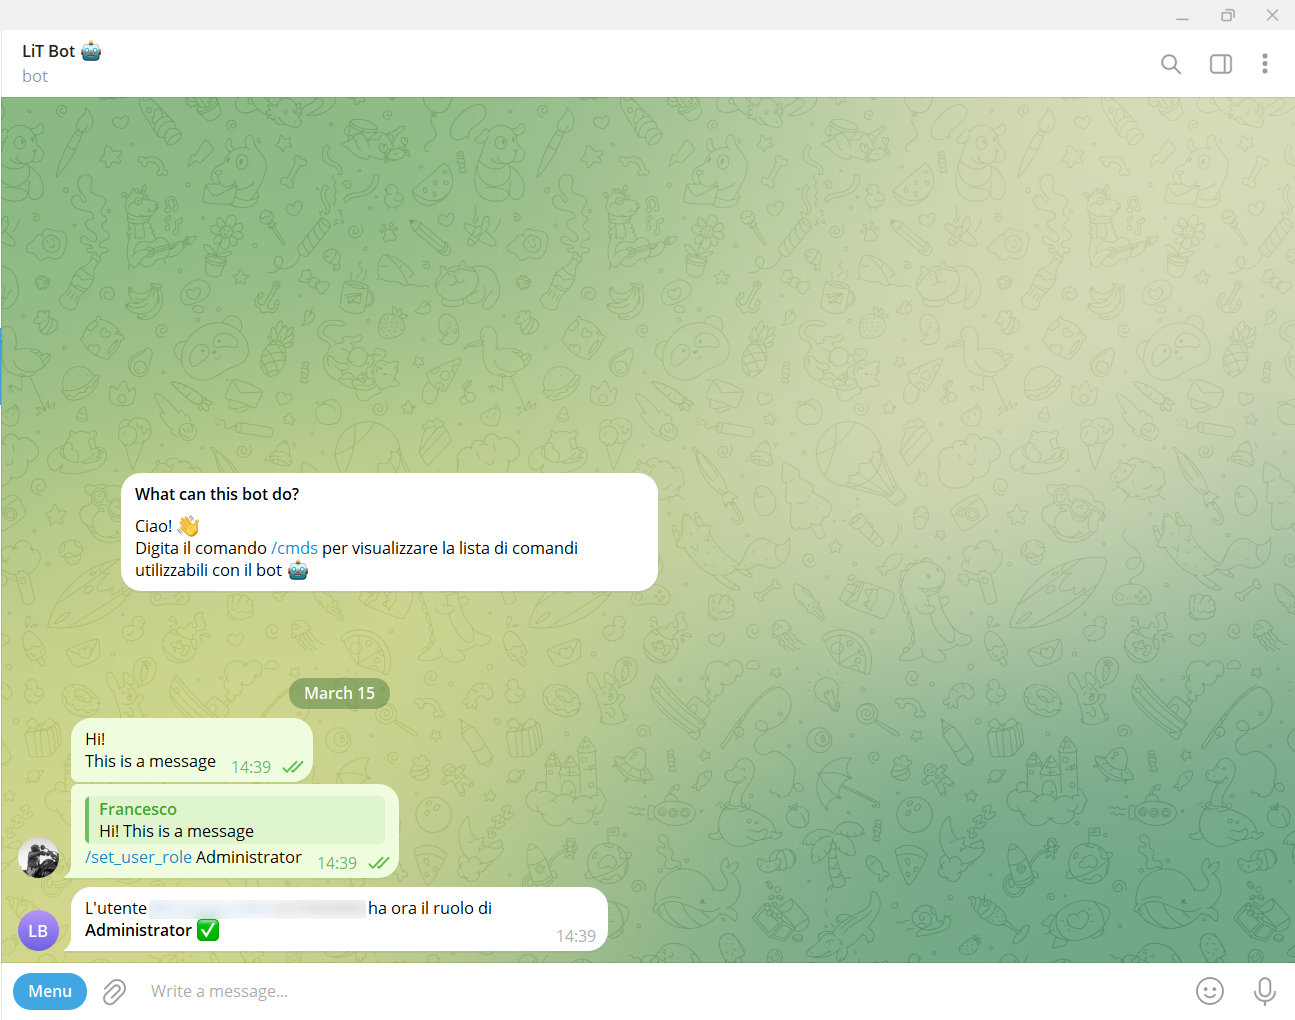 LiT Bot 🤖
bot
What can this bot do?
Ciao! 👋
Digita il comando /cmds per visualizzare la lista di comandi
utilizzabili con il bot 🤖
March 15
Hi!
This is a message 14:39
Francesco
Hi! This is a message
/set_user_role Administrator 14:39
L'utente ha ora il ruolo di
Administrator ✅ 14:39
LB
Menu
Write a message...